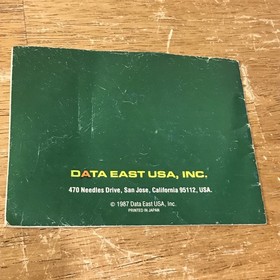 DATA EAST USA, INC.
470 Needles Drive, San Jose, California 95112, USA.
© 1987 Data East USA, Inc.
PRINTED IN JAPAN